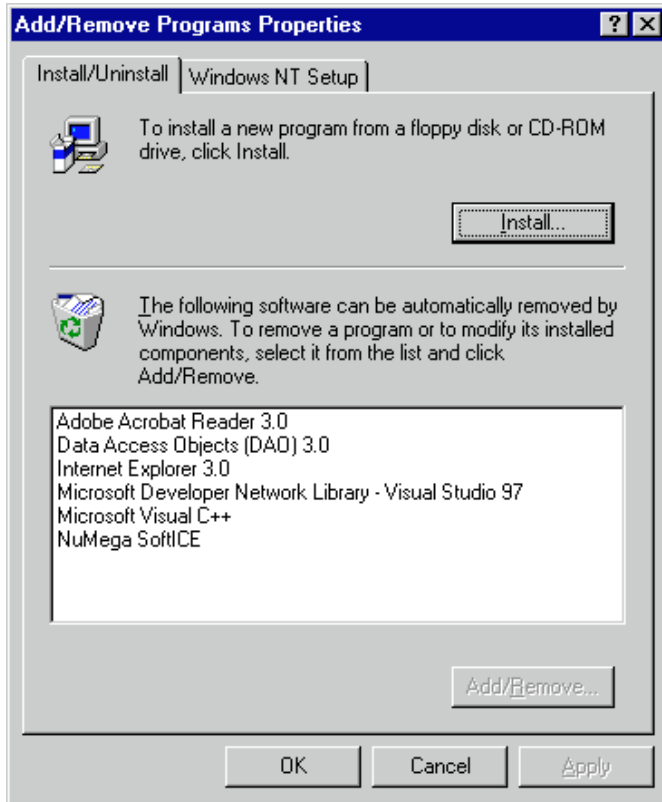 Add/Remove Programs Properties
Install/Uninstall
Windows NT Setup
To install a new program from a floppy disk or CD-ROM
drive, click Install.
Install...
The following software can be automatically removed by
Windows. To remove a program or to modify its installed
components, select it from the list and click
Add/Remove.
Adobe Acrobat Reader 3.0
Data Access Objects (DAO) 3.0
Internet Explorer 3.0
Microsoft Developer Network Library - Visual Studio 97
Microsoft Visual C++
NuMega SoftICE
Add/Remove...
OK
Cancel
Apply